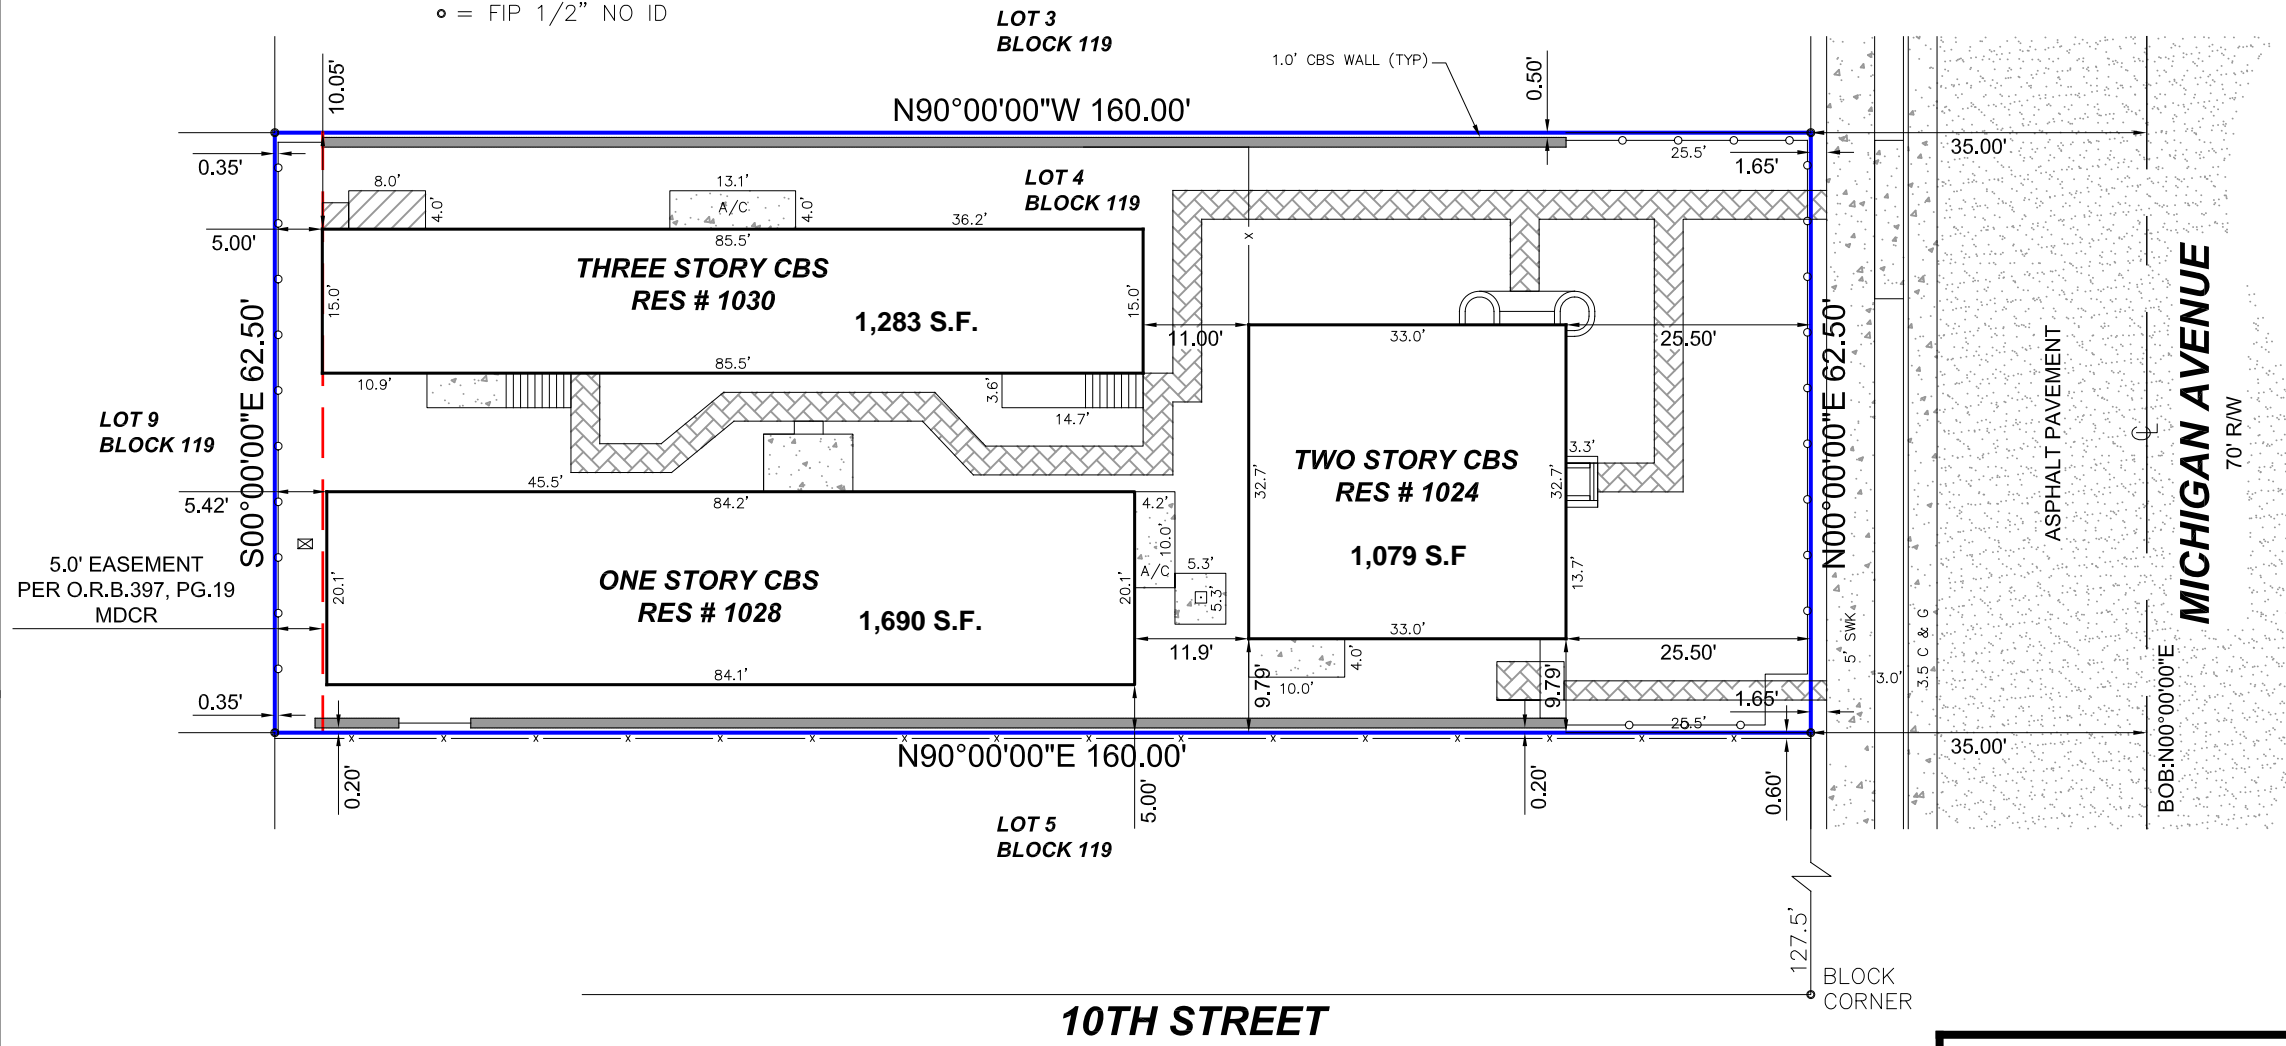 = FIP 1/2" NO ID
LOT 3
BLOCK 119
1.0' CBS WALL (TYP)
0.50'
10.05'
N90°00'00"W 160.00'
35.00'
0.35'
25.5'
1.65'
8.0'
4.0'
13.1'
A/C
4.0'
LOT 4
BLOCK 119
36.2'
5.00'
85.5'
THREE STORY CBS
RES # 1030
1,283 S.F.
15.0'
15.0'
85.5'
11.00'
33.0'
25.50'
S00°00'00"E 62.50'
N00°00'00"E 62.50'
MICHIGAN AVENUE
70' R/W
ASPHALT PAVEMENT
10.9'
3.6'
14.7'
LOT 9
BLOCK 119
TWO STORY CBS
RES # 1024
1,079 S.F
32.7'
32.7'
3.3'
13.7'
45.5'
84.2'
5.42'
4.2'
10.0'
A/C
5.3'
5.3'
5.0' EASEMENT
PER O.R.B.397, PG.19
MDCR
ONE STORY CBS
RES # 1028
1,690 S.F.
20.1'
20.1'
84.1'
11.9'
33.0'
25.50'
9.79'
10.0'
4.0'
9.79'
5' SWK
3.0'
3.5 C & G
BOB:N00°00'00"E
0.35'
1.65'
25.5'
x x x x x x x x x x x x x x x x
x
N90°00'00"E 160.00'
35.00'
0.20'
5.00'
0.20'
0.60'
LOT 5
BLOCK 119
127.5'
BLOCK
CORNER
10TH STREET